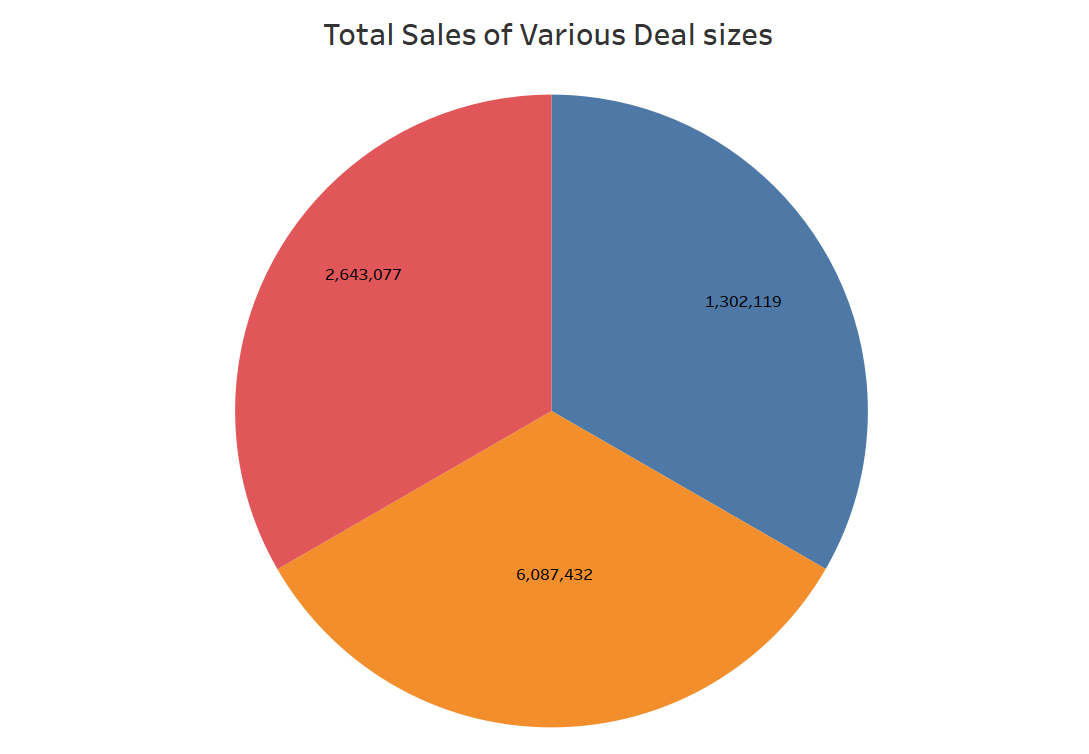 Total Sales of Various Deal sizes
2,643,077
1,302,119
6,087,432